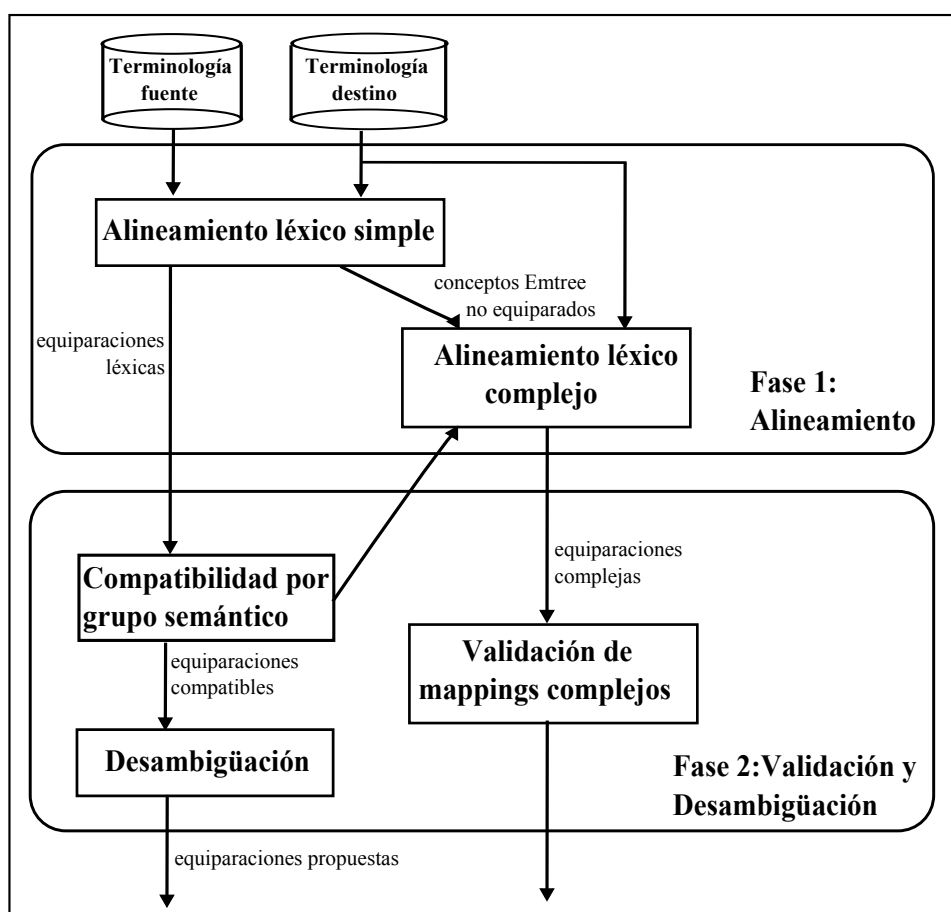 Terminología
fuente
Terminología
destino
Alineamiento léxico simple
conceptos Emtree
no equiparados
equiparaciones
léxicas
Alineamiento léxico
complejo
Fase 1:
Alineamiento
equiparaciones
complejas
Compatibilidad por
grupo semántico
equiparaciones
compatibles
Validación de
mappings complejos
Desambigüación
Fase 2:Validación y
Desambigüación
equiparaciones propuestas